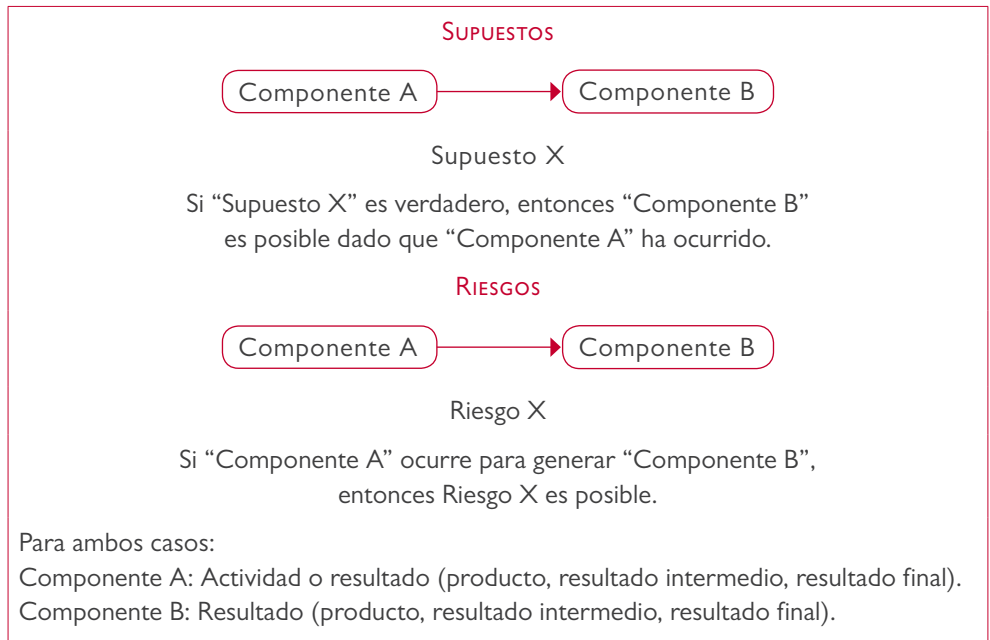 Supuestos
Componente A
Componente B
Supuesto X
Si “Supuesto X” es verdadero, entonces “Componente B”
es posible dado que “Componente A” ha ocurrido.
Riesgos
Componente A
Componente B
Riesgo X
Si “Componente A” ocurre para generar “Componente B”,
entonces Riesgo X es posible.
Para ambos casos:
Componente A: Actividad o resultado (producto, resultado intermedio, resultado final).
Componente B: Resultado (producto, resultado intermedio, resultado final).